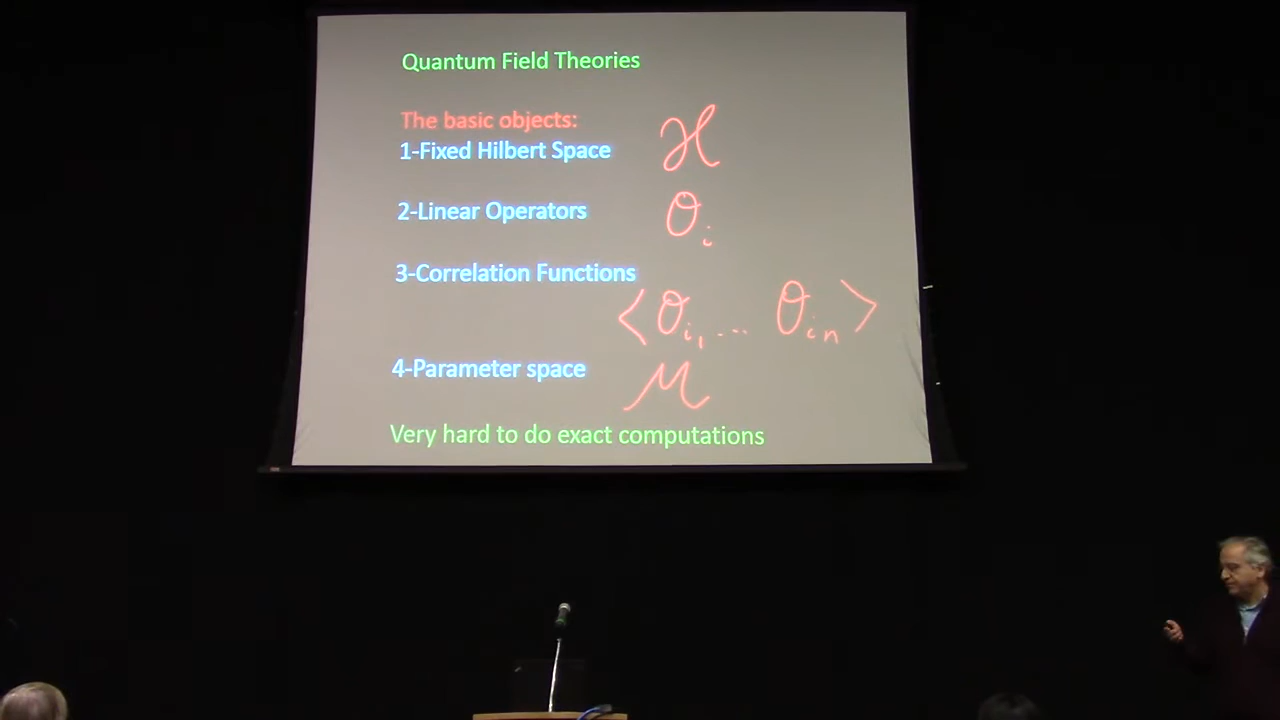 Quantum Field Theories
The basic objects:
1-Fixed Hilbert Space ℋ
2-Linear Operators 𝒪ᵢ
3-Correlation Functions
<𝒪ᵢ₁ ... 𝒪ᵢₙ>
4-Parameter space ℳ
Very hard to do exact computations